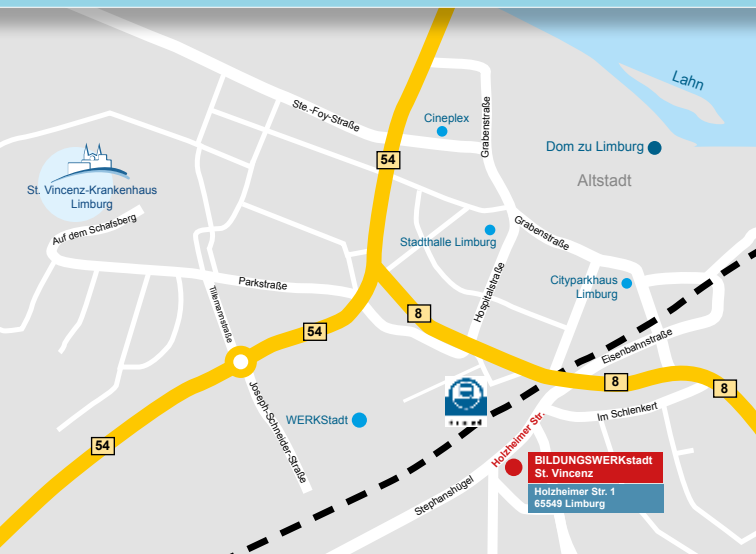 Lahn
Ste.-Foy-Straße
Cineplex
Grabenstraße
54
Dom zu Limburg
Altstadt
St. Vincenz-Krankenhaus
Limburg
Auf dem Schafsberg
Grabenstraße
Stadthalle Limburg
Parkstraße
Tilemannstraße
Hospitalstraße
Cityparkhaus
Limburg
8
54
Eisenbahnstraße
8
8
Joseph-Schneider-Straße
WERKStadt
Im Schlenkert
Holzheimer Str.
54
BILDUNGSWERKstadt
St. Vincenz
Stephanshügel
Holzheimer Str. 1
65549 Limburg